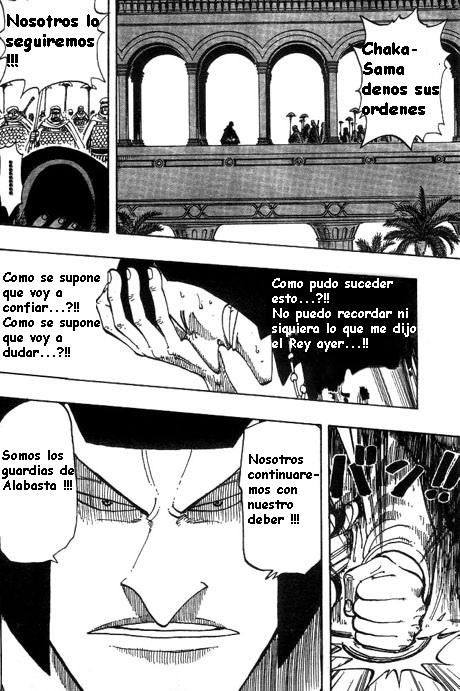 Chaka-
Sama
denos sus
ordenes
Nosotros lo
seguiremos
!!!
Como pudo suceder
esto...?!!
No puedo recordar ni
siquiera lo que me dijo
el Rey ayer...!!
Como se supone
que voy a
confiar...?!!
Como se supone
que voy a
dudar...?!!
バン!!
Nosotros
continuare-
mos con
nuestro
deber !!!
Somos los
guardias de
Alabasta !!!